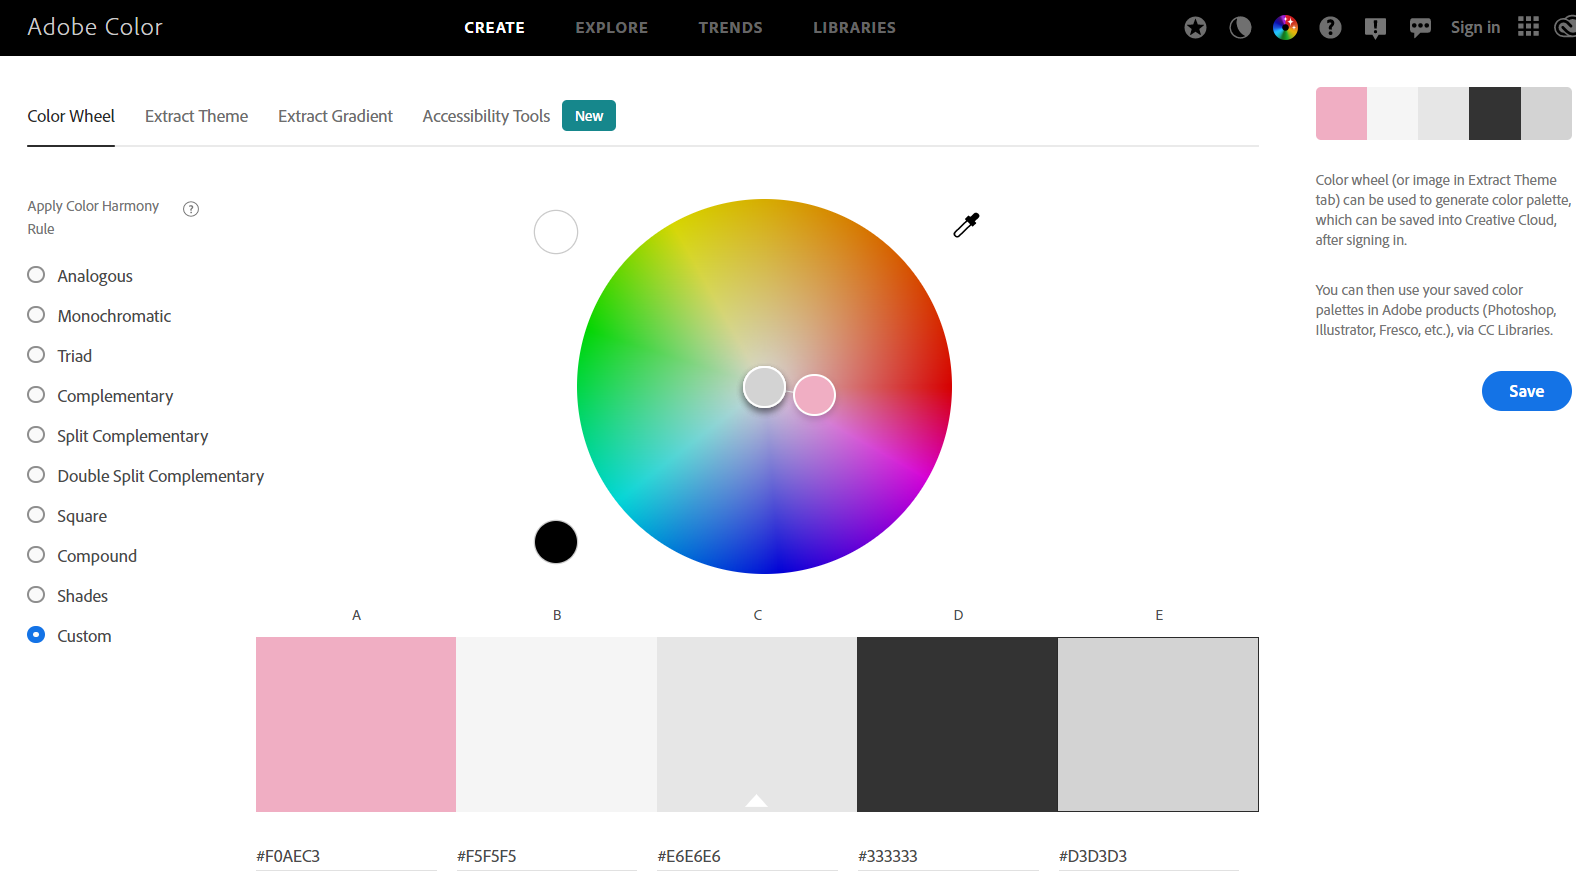 Adobe Color
CREATE
EXPLORE
TRENDS
LIBRARIES
Sign in
Color Wheel
Extract Theme
Extract Gradient
Accessibility Tools
New
Apply Color Harmony
Rule
Analogous
Monochromatic
Triad
Complementary
Split Complementary
Double Split Complementary
Square
Compound
Shades
Custom
Color wheel (or image in Extract Theme
tab) can be used to generate color palette,
which can be saved into Creative Cloud,
after signing in.
You can then use your saved color
palettes in Adobe products (Photoshop,
Illustrator, Fresco, etc.), via CC Libraries.
Save
A
B
C
D
E
#F0AEC3
#F5F5F5
#E6E6E6
#333333
#D3D3D3